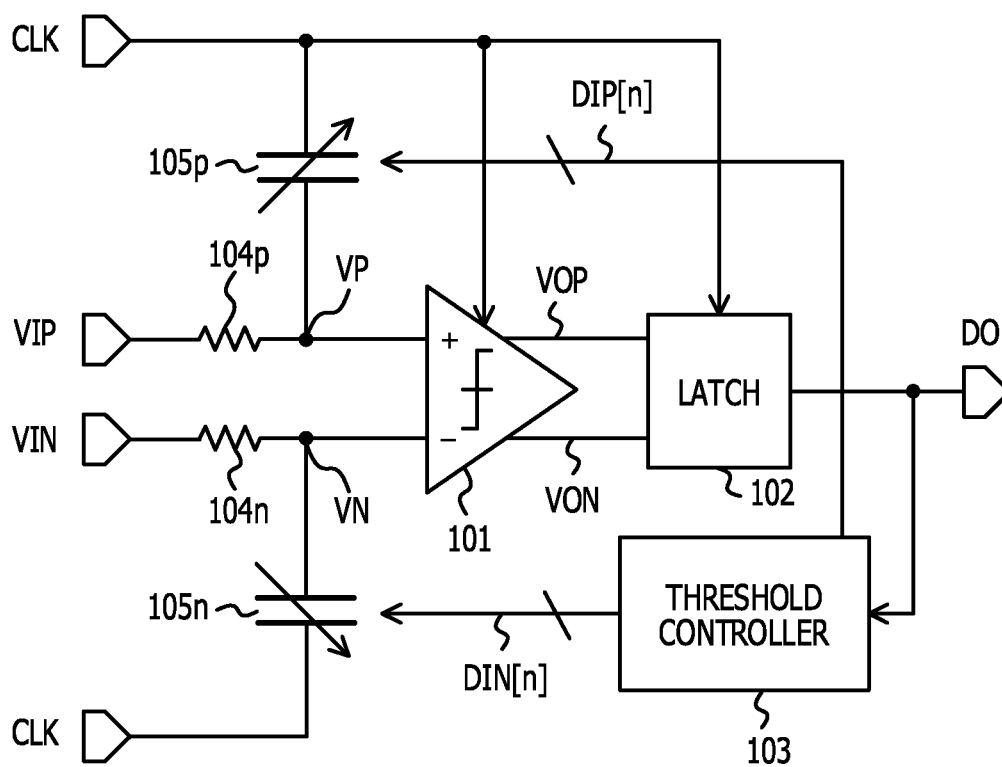 CLK
DIP[n]
105p
104p
VP
VOP
VIP
+
LATCH
DO
VIN
−
104n
VN
101
VON
102
105n
THRESHOLD
CONTROLLER
DIN[n]
CLK
103